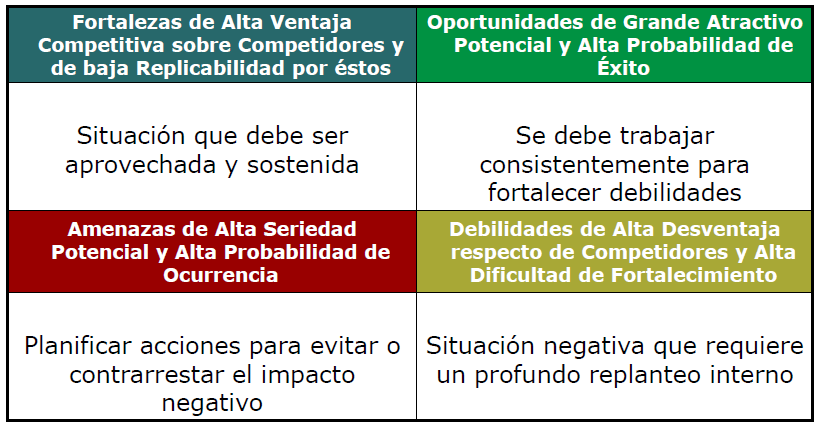 Fortalezas de Alta Ventaja
Competitiva sobre Competidores y
de baja Replicabilidad por éstos
Oportunidades de Grande Atractivo
Potencial y Alta Probabilidad de
Éxito
Situación que debe ser
aprovechada y sostenida
Se debe trabajar
consistentemente para
fortalecer debilidades
Amenazas de Alta Seriedad
Potencial y Alta Probabilidad de
Ocurrencia
Debilidades de Alta Desventaja
respecto de Competidores y Alta
Dificultad de Fortalecimiento
Planificar acciones para evitar o
contrarrestar el impacto
negativo
Situación negativa que requiere
un profundo replanteo interno